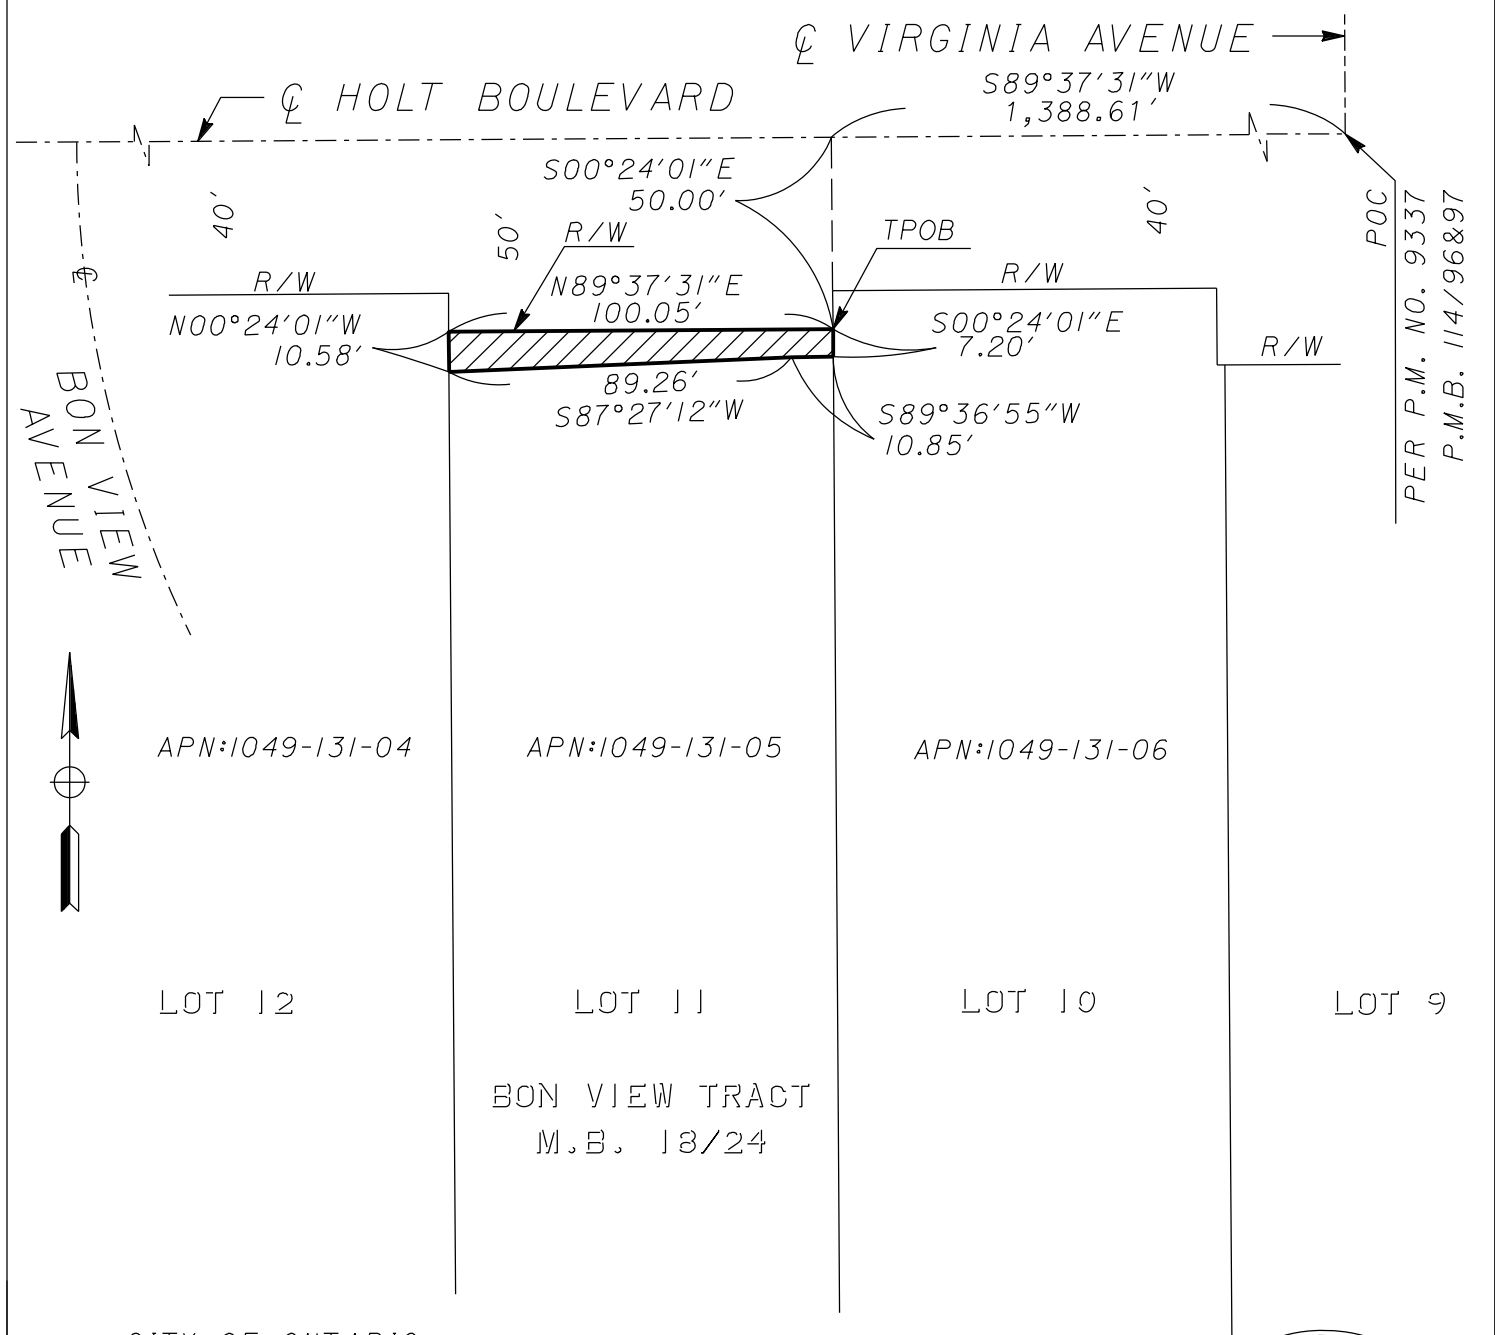 ℄ VIRGINIA AVENUE
S89°37'31"W
1,388.61'
℄ HOLT BOULEVARD
S00°24'01"E
50.00'
40'
50'
R/W
TPOB
40'
POC
PER P.M. NO. 9337
P.M.B. 114/96&97
R/W
N89°37'31"E
100.05'
R/W
N00°24'01"W
10.58'
S00°24'01"E
7.20'
R/W
89.26'
S87°27'12"W
S89°36'55"W
10.85'
℄
BON VIEW
AVENUE
APN:1049-131-04
APN:1049-131-05
APN:1049-131-06
LOT 12
LOT 11
LOT 10
LOT 9
BON VIEW TRACT
M.B. 18/24
CITY OF ONTARIO